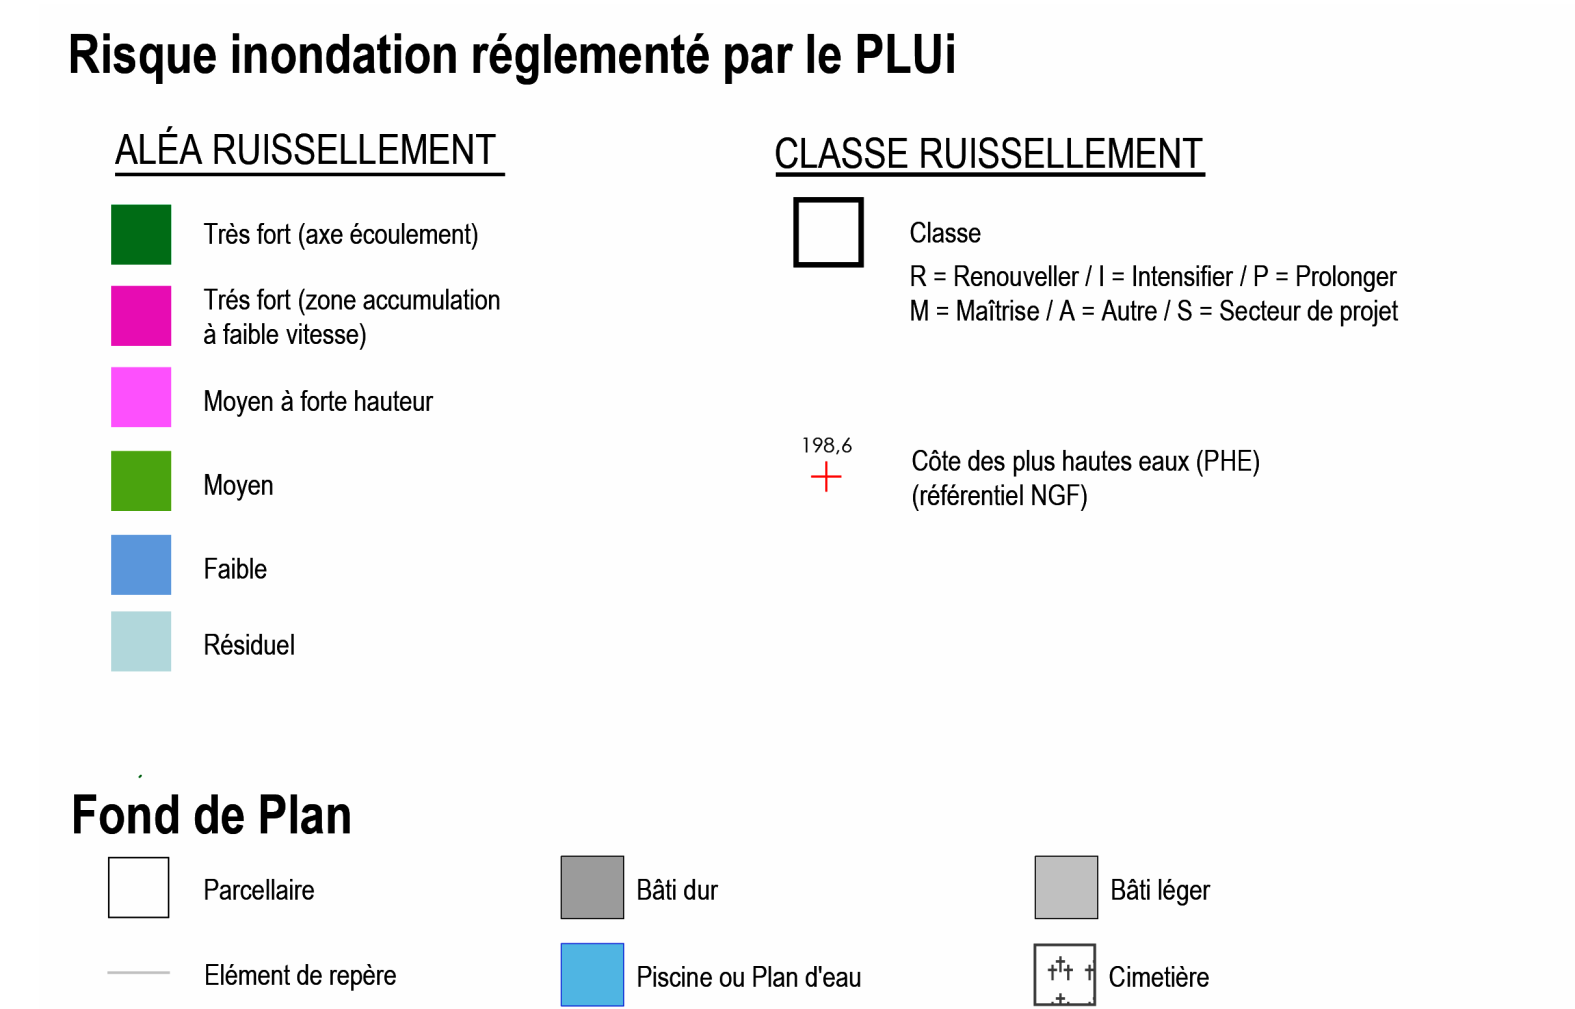 Risque inondation réglementé par le PLUi
ALÉA RUISSELLEMENT
Très fort (axe écoulement)
Trés fort (zone accumulation
à faible vitesse)
Moyen à forte hauteur
Moyen
Faible
Résiduel
CLASSE RUISSELLEMENT
Classe
R = Renouveller / I = Intensifier / P = Prolonger
M = Maîtrise / A = Autre / S = Secteur de projet
198,6
Côte des plus hautes eaux (PHE)
(référentiel NGF)
Fond de Plan
Parcellaire
Bâti dur
Bâti léger
Elément de repère
Piscine ou Plan d'eau
Cimetière